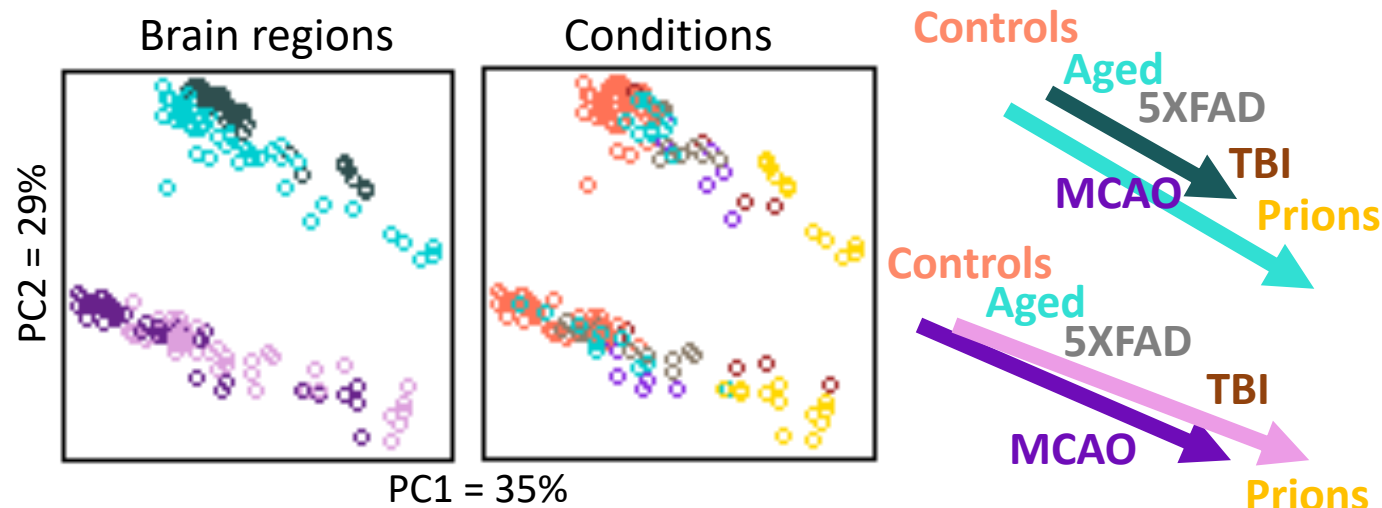 Brain regions
Conditions
PC2 = 29%
PC1 = 35%
Controls
Aged
5XFAD
TBI
MCAO
Prions
Controls
Aged
5XFAD
TBI
MCAO
Prions